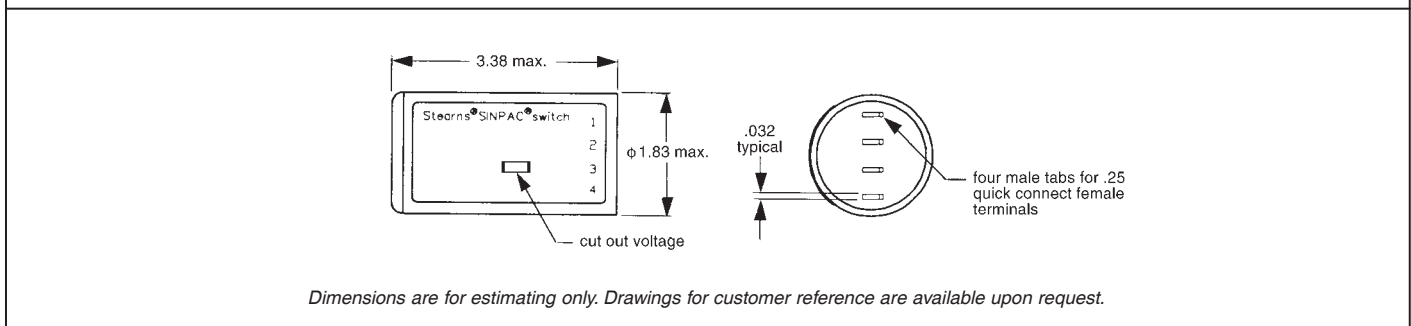 3.38 max.
Stearns®SINPAC®switch
1
2
3
4
ϕ1.83 max.
cut out voltage
.032
typical
four male tabs for .25
quick connect female
terminals
Dimensions are for estimating only. Drawings for customer reference are available upon request.